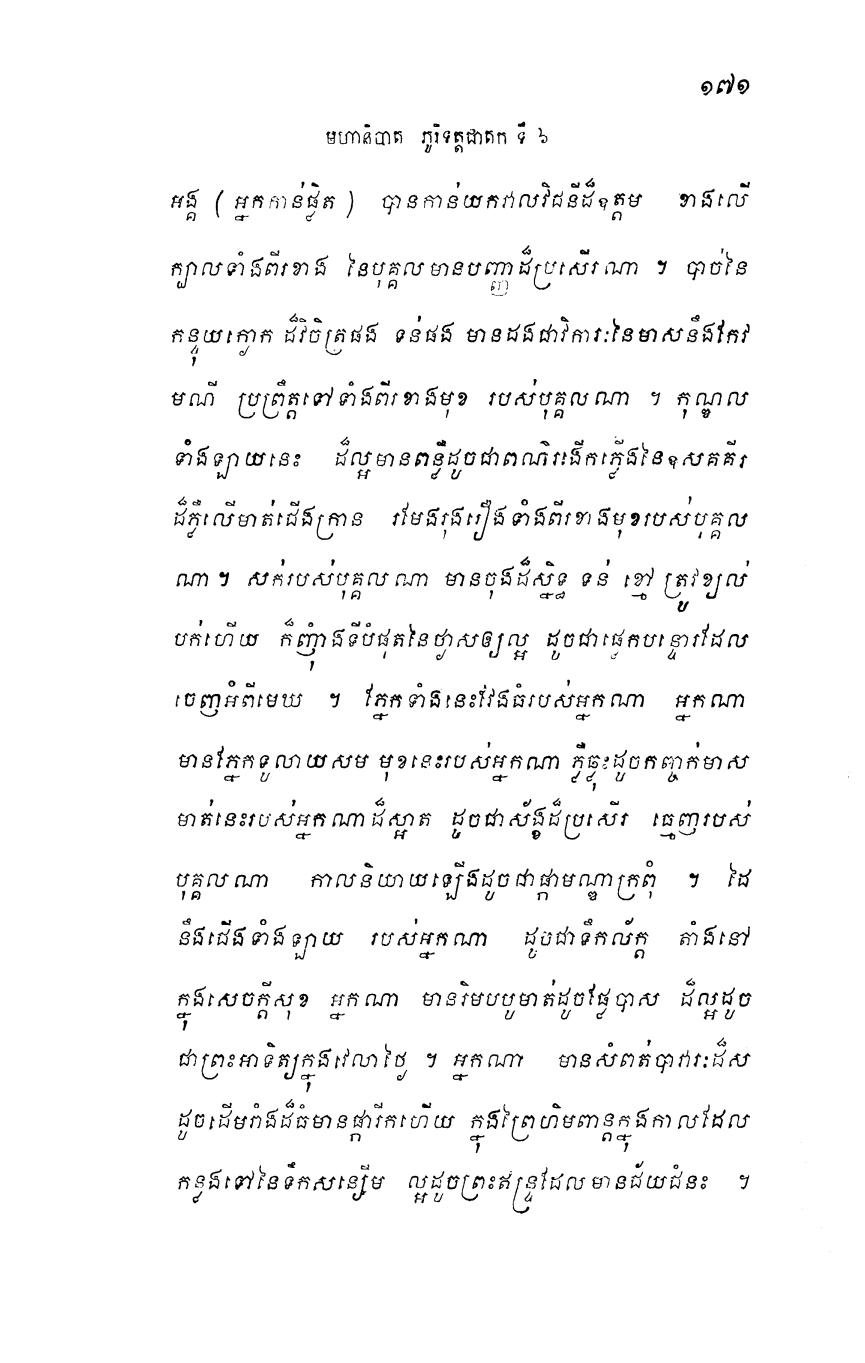 ១៧១
មហានិបាត ភូរិទត្តជាតក ទី ៦
អង្គ ( អ្នកកាន់ផ្លិត ) បានកាន់យកវាលវិជនីដ៏ឧត្តម ខាងលើ
ក្បាលទាំងពីរខាង នៃបុគ្គលមានបញ្ញាដ៏ប្រសើរណា ។ បាច់នៃ
កន្ទុយក្ងោក ដ៏វិចិត្រផង ទន់ផង មានដងជាវិការៈនៃមាសនឹងកែវ
មណី ប្រព្រឹត្តទៅទាំងពីរខាងមុខ របស់បុគ្គលណា ។ កុណ្ឌល
ទាំងឡាយនេះ ដ៏ល្អមានពន្លឺដូចជាពណ៌រងើកភ្លើងនៃឧសគគីរ
ដ៏ភ្លឺលើមាត់ជើងក្រាន រមែងរុងរឿងទាំងពីរខាងមុខរបស់បុគ្គល
ណា ។ សក់របស់បុគ្គលណា មានចុងដ៏ស្និទ្ធ ទន់ ខ្មៅ ត្រូវខ្យល់
បក់ហើយ ក៏ញុំាងទីបំផុតនៃថ្ងាសឲ្យល្អ ដូចជាផ្លេកបន្ទោរដែល
ចេញអំពីមេឃ ។ ភ្នែកទាំងនេះវែងធំរបស់អ្នកណា អ្នកណា
មានភ្នែកទូលាយសម មុខនេះរបស់អ្នកណា ភ្លឺផ្លុះដូចកញ្ចក់មាស
មាត់នេះរបស់អ្នកណាដ៏ស្អាត ដូចជាស័ង្ខដ៏ប្រសើរ ធ្មេញរបស់
បុគ្គលណា កាលនិយាយឡើងដូចជាផ្កាមណ្ឌាក្រពុំ ។ ដៃ
នឹងជើងទាំងឡាយ របស់អ្នកណា ដូចជាទឹកល័ក្ត តាំងនៅ
ក្នុងសេចក្តីសុខ អ្នកណា មានរិមបបូមាត់ដូចផ្លែបាស ដ៏ល្អដូច
ជាព្រះអាទិត្យក្នុងវេលាថ្ងៃ ។ អ្នកណា មានសំពត់បាវារៈដ៏ស
ដូចដើមរាំងដ៏ធំមានផ្ការីកហើយ ក្នុងព្រៃហិមពាន្តក្នុងកាលដែល
កន្លងទៅនៃទឹកសន្សើម ល្អដូចព្រះឥន្ទ្រដែលមានជ័យជំនះ ។